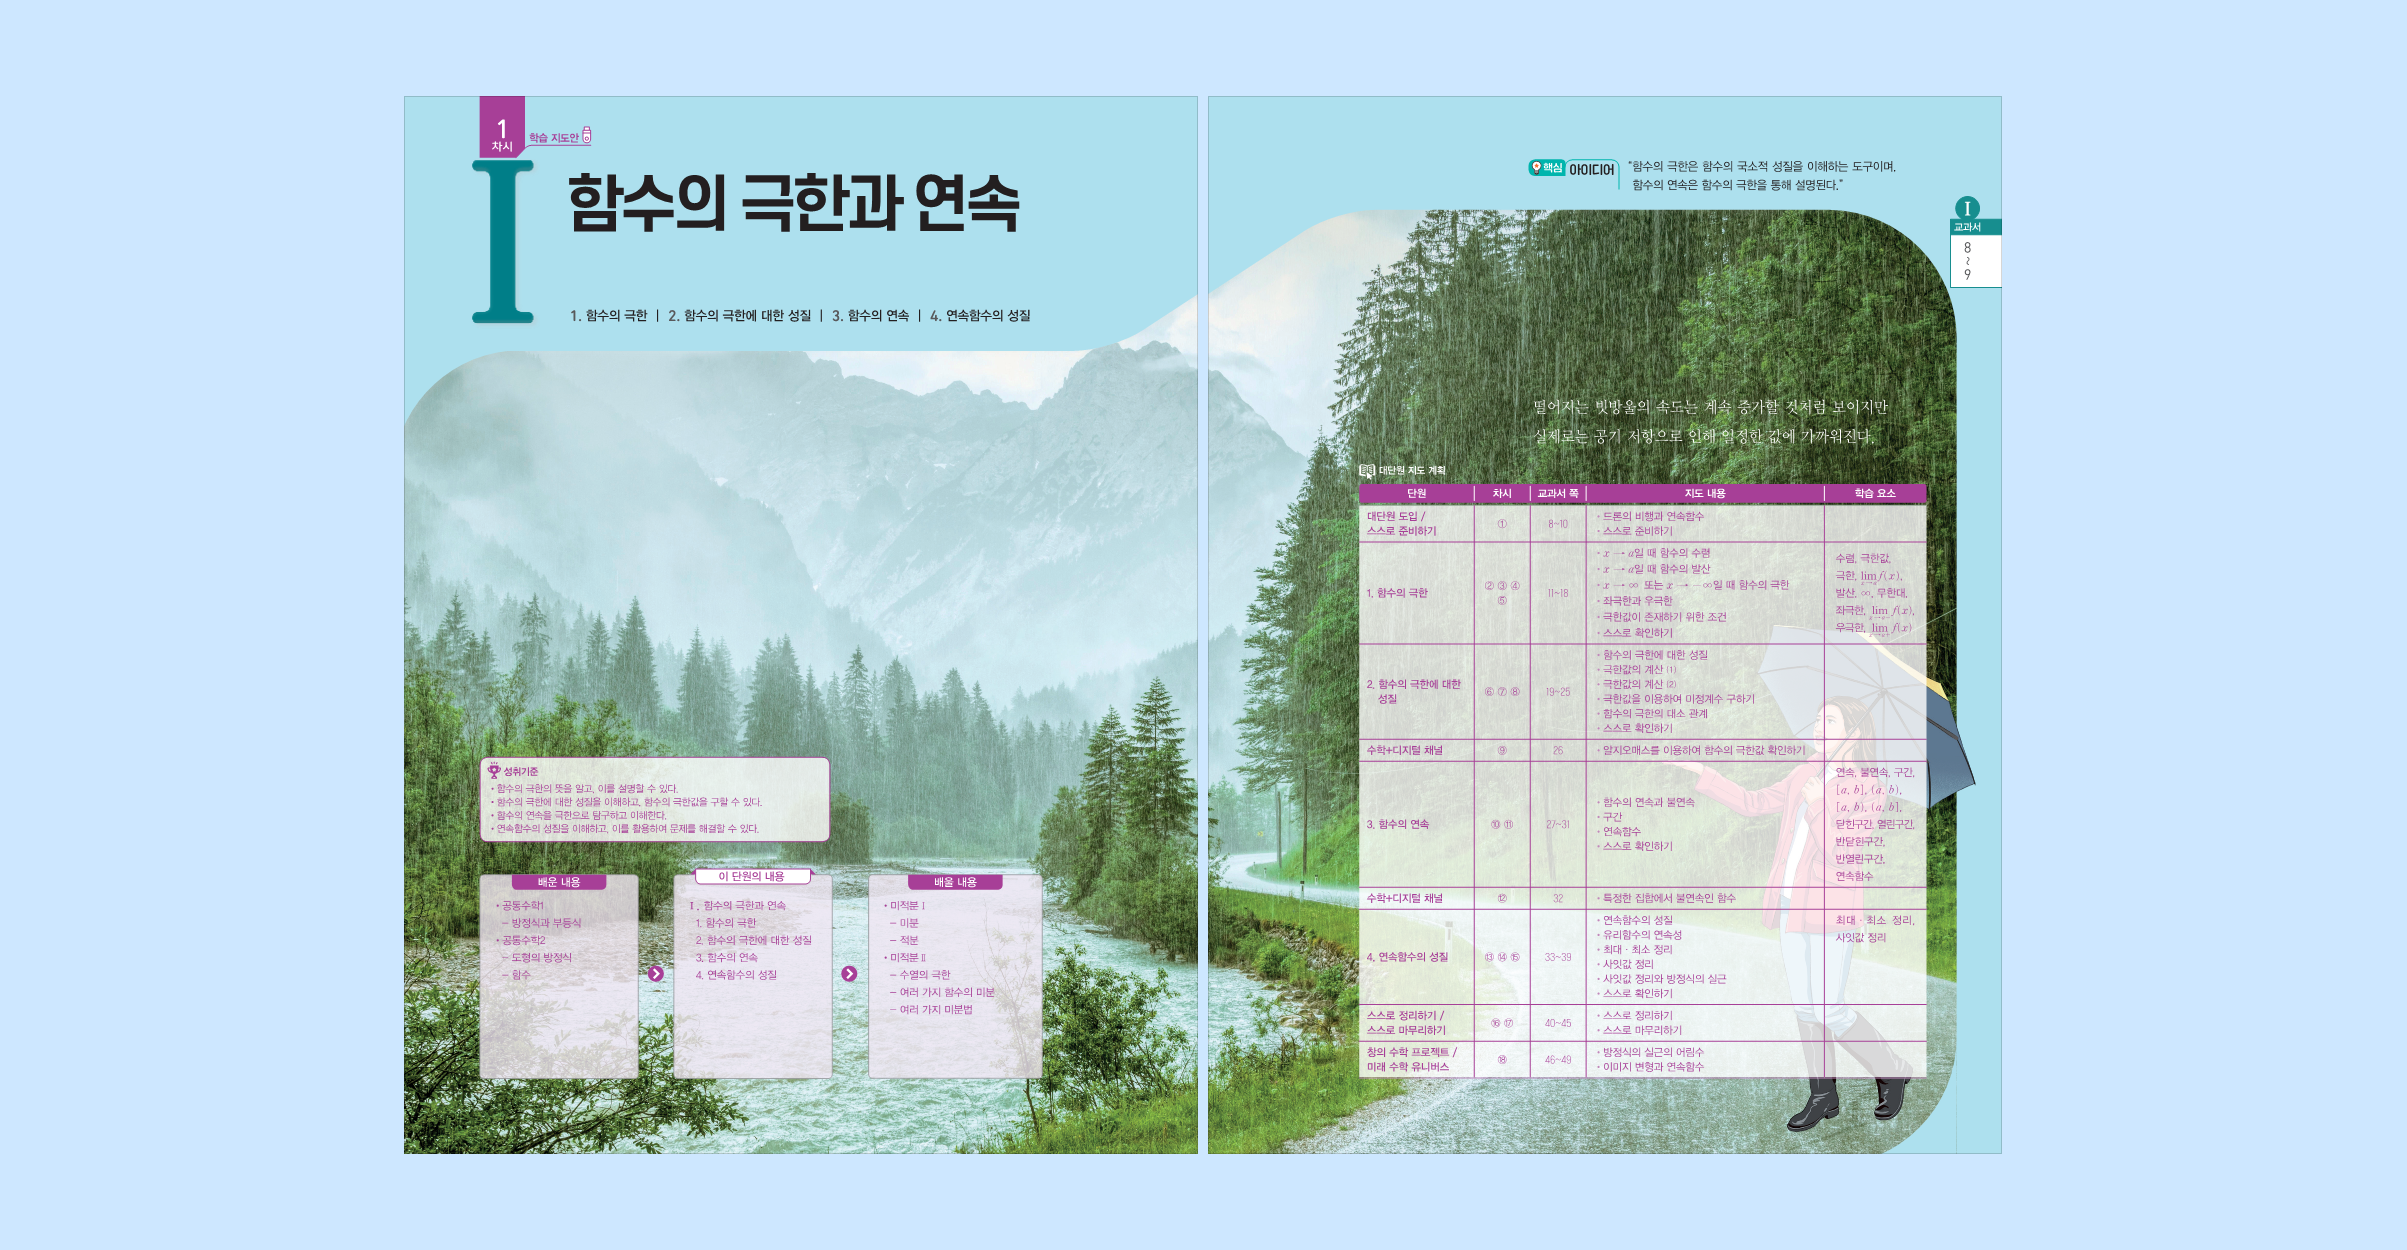 1
차시
학습 지도안
I
함수의 극한과 연속
1. 함수의 극한 | 2. 함수의 극한에 대한 성질 | 3. 함수의 연속 | 4. 연속함수의 성질
성취기준
• 함수의 극한의 뜻을 알고, 이를 설명할 수 있다.
• 함수의 극한에 대한 성질을 이해하고, 함수의 극한값을 구할 수 있다.
• 함수의 연속을 극한으로 탐구하고 이해한다.
• 연속함수의 성질을 이해하고, 이를 활용하여 문제를 해결할 수 있다.
배운 내용
• 공통수학1
– 방정식과 부등식
• 공통수학2
– 도형의 방정식
– 함수
이 단원의 내용
Ⅰ. 함수의 극한과 연속
1. 함수의 극한
2. 함수의 극한에 대한 성질
3. 함수의 연속
4. 연속함수의 성질
배울 내용
• 미적분 Ⅰ
– 미분
– 적분
• 미적분 Ⅱ
– 수열의 극한
– 여러 가지 함수의 미분
– 여러 가지 미분법
핵심 아이디어
“함수의 극한은 함수의 국소적 성질을 이해하는 도구이며,
함수의 연속은 함수의 극한을 통해 설명된다.”
I
교과서
8
~
9
떨어지는 빗방울의 속도는 계속 증가할 것처럼 보이지만
실제로는 공기 저항으로 인해 일정한 값에 가까워진다.
대단원 지도 계획
단원 차시 교과서 쪽 지도 내용 학습 요소
대단원 도입 /
스스로 준비하기
①
8~10
• 드론의 비행과 연속함수
• 스스로 준비하기
1. 함수의 극한
② ③ ④
⑤
11~18
• x → a일 때 함수의 수렴
• x → a일 때 함수의 발산
• x → ∞ 또는 x → −∞일 때 함수의 극한
• 좌극한과 우극한
• 극한값이 존재하기 위한 조건
• 스스로 확인하기
수렴, 극한값,
극한, lim x→a f(x),
발산, ∞, 무한대,
좌극한, lim x→a− f(x),
우극한, lim x→a+ f(x)
2. 함수의 극한에 대한
성질
⑥ ⑦ ⑧
19~25
• 함수의 극한에 대한 성질
• 극한값의 계산 (1)
• 극한값의 계산 (2)
• 극한값을 이용하여 미정계수 구하기
• 함수의 극한의 대소 관계
• 스스로 확인하기
수학+디지털 채널
⑨
26
• 알지오매스를 이용하여 함수의 극한값 확인하기
3. 함수의 연속
⑩ ⑪
27~31
• 함수의 연속과 불연속
• 구간
• 연속함수
• 스스로 확인하기
연속, 불연속, 구간,
[a, b], (a, b),
[a, b), (a, b],
닫힌구간, 열린구간,
반닫힌구간,
반열린구간,
연속함수
수학+디지털 채널
⑫
32
• 특정한 집합에서 불연속인 함수
4. 연속함수의 성질
⑬ ⑭ ⑮
33~39
• 연속함수의 성질
• 유리함수의 연속성
• 최대 · 최소 정리
• 사잇값 정리
• 사잇값 정리와 방정식의 실근
• 스스로 확인하기
최대 · 최소 정리,
사잇값 정리
스스로 정리하기 /
스스로 마무리하기
⑯ ⑰
40~45
• 스스로 정리하기
• 스스로 마무리하기
창의 수학 프로젝트 /
미래 수학 유니버스
⑱
46~49
• 방정식의 실근의 어림수
• 이미지 변형과 연속함수